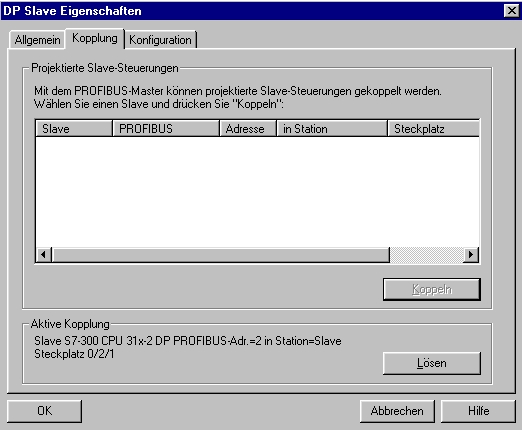 DP Slave Eigenschaften
Allgemein Kopplung Konfiguration
Projektierte Slave-Steuerungen
Mit dem PROFIBUS-Master können projektierte Slave-Steuerungen gekoppelt werden.
Wählen Sie einen Slave und drücken Sie "Koppeln":
Slave PROFIBUS Adresse in Station Steckplatz
Koppeln
Aktive Kopplung
Slave S7-300 CPU 31x-2 DP PROFIBUS-Adr.=2 in Station=Slave
Steckplatz 0/2/1
Lösen
OK Abbrechen Hilfe